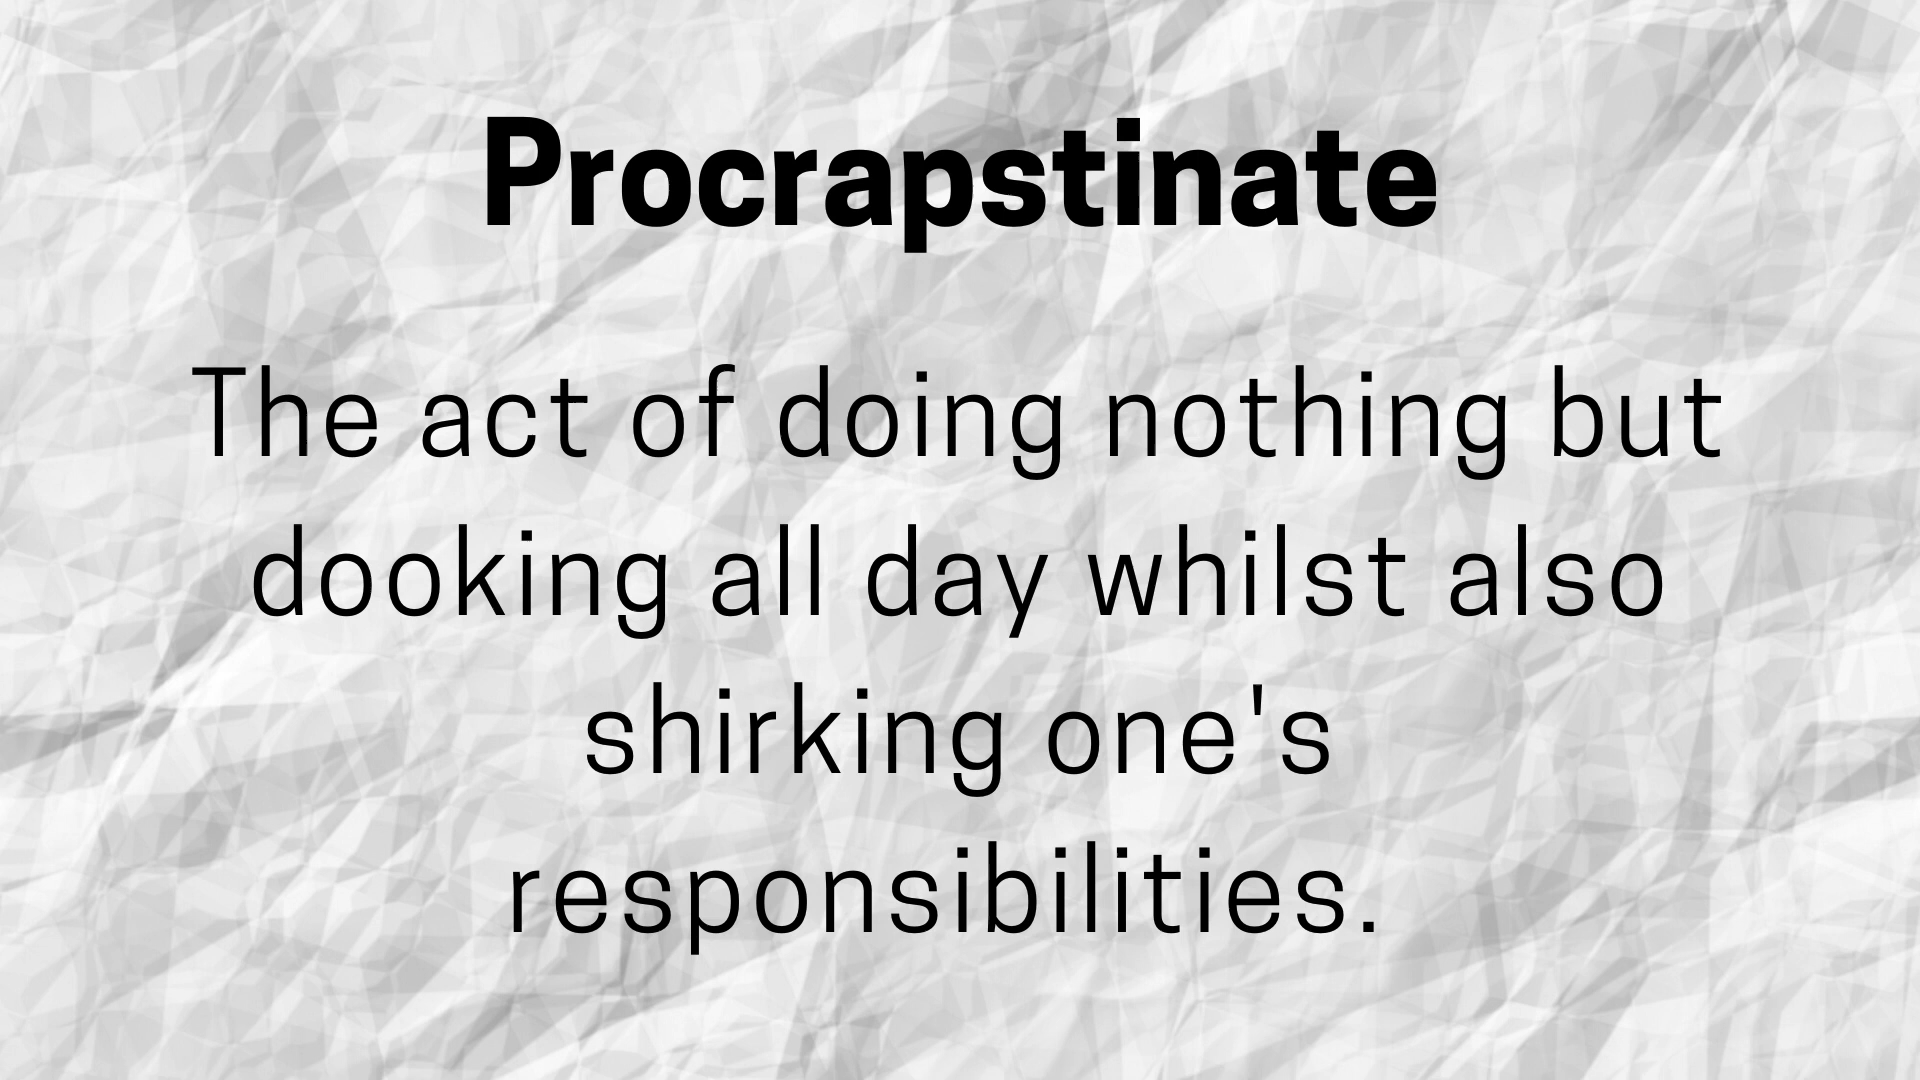 Procrapstinate
The act of doing nothing but
dooking all day whilst also
shirking one's
responsibilities.